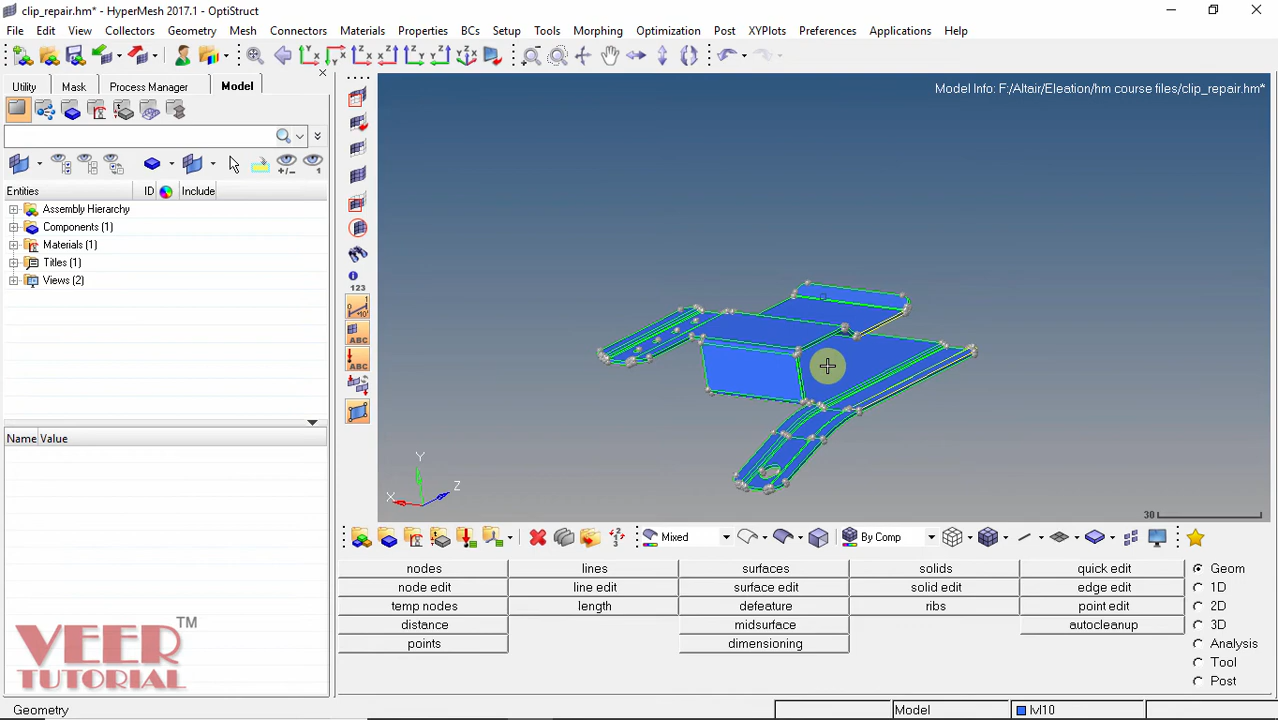 clip_repair.hm* - HyperMesh 2017.1 - OptiStruct
File Edit View Collectors Geometry Mesh Connectors Materials Properties BCs Setup Tools Morphing Optimization Post XYPlots Preferences Applications Help
Utility Mask Process Manager Model
Model Info: F:/Altair/Eleation/hm course files/clip_repair.hm*
Entities ID Include
Assembly Hierarchy
Components (1)
Materials (1)
Titles (1)
Views (2)
123
ABC
ABC
Name Value
Y
X
Z
30
Mixed By Comp
nodes lines surfaces solids quick edit Geom
node edit line edit surface edit solid edit edge edit 1D
temp nodes length defeature ribs point edit 2D
distance midsurface autocleanup 3D
points dimensioning Analysis
Tool
Post
VEER TM
TUTORIAL
Geometry Model lvl10